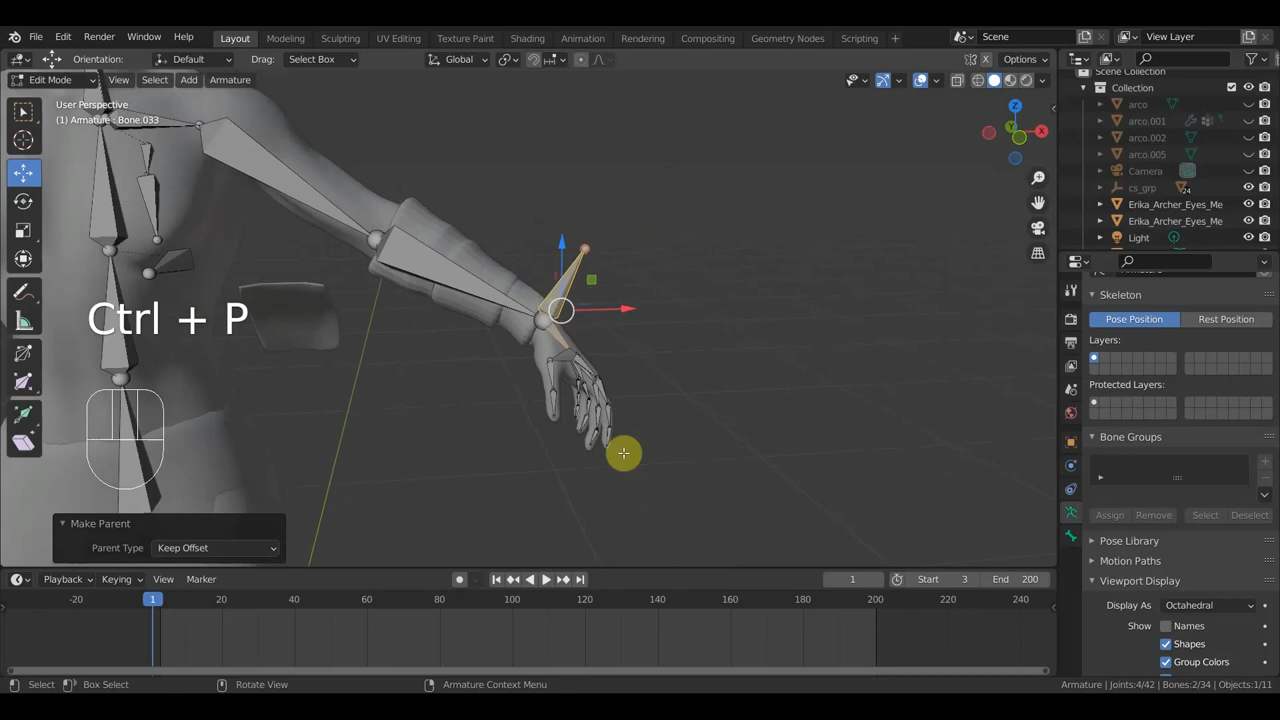 File Edit Render Window Help Layout Modeling Sculpting UV Editing Texture Paint Shading Animation Rendering Compositing Geometry Nodes Scripting + Scene View Layer
Orientation: Default Drag: Select Box Global X Options
Edit Mode View Select Add Armature
User Perspective
(1) Armature : Bone.033
Z
Y
X
Ctrl + P
Make Parent
Parent Type Keep Offset
Scene Collection
Collection
arco
arco.001
arco.002
arco.005
Camera
cs_grp 24
Erika_Archer_Eyes_Me
Erika_Archer_Eyes_Me
Light
Skeleton
Pose Position Rest Position
Layers:
Protected Layers:
Bone Groups
Assign Remove Select Deselect
Pose Library
Motion Paths
Viewport Display
Display As Octahedral
Show Names
Shapes
Group Colors
Playback Keying View Marker 1 Start 3 End 200
-20 1 20 40 60 80 100 120 140 160 180 200 220 240
Select Box Select Rotate View Armature Context Menu Armature | Joints:4/42 | Bones:2/34 | Objects:1/11